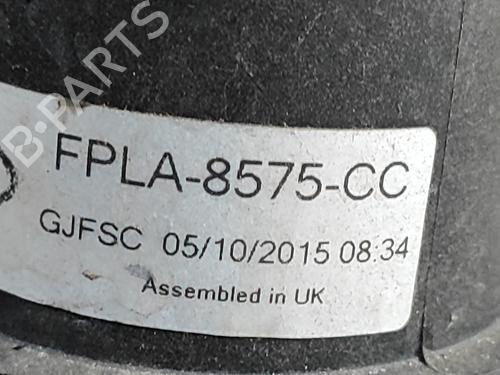 B-PARTS
FPLA-8575-CC
GJFSC 05/10/2015 08:34
Assembled in UK